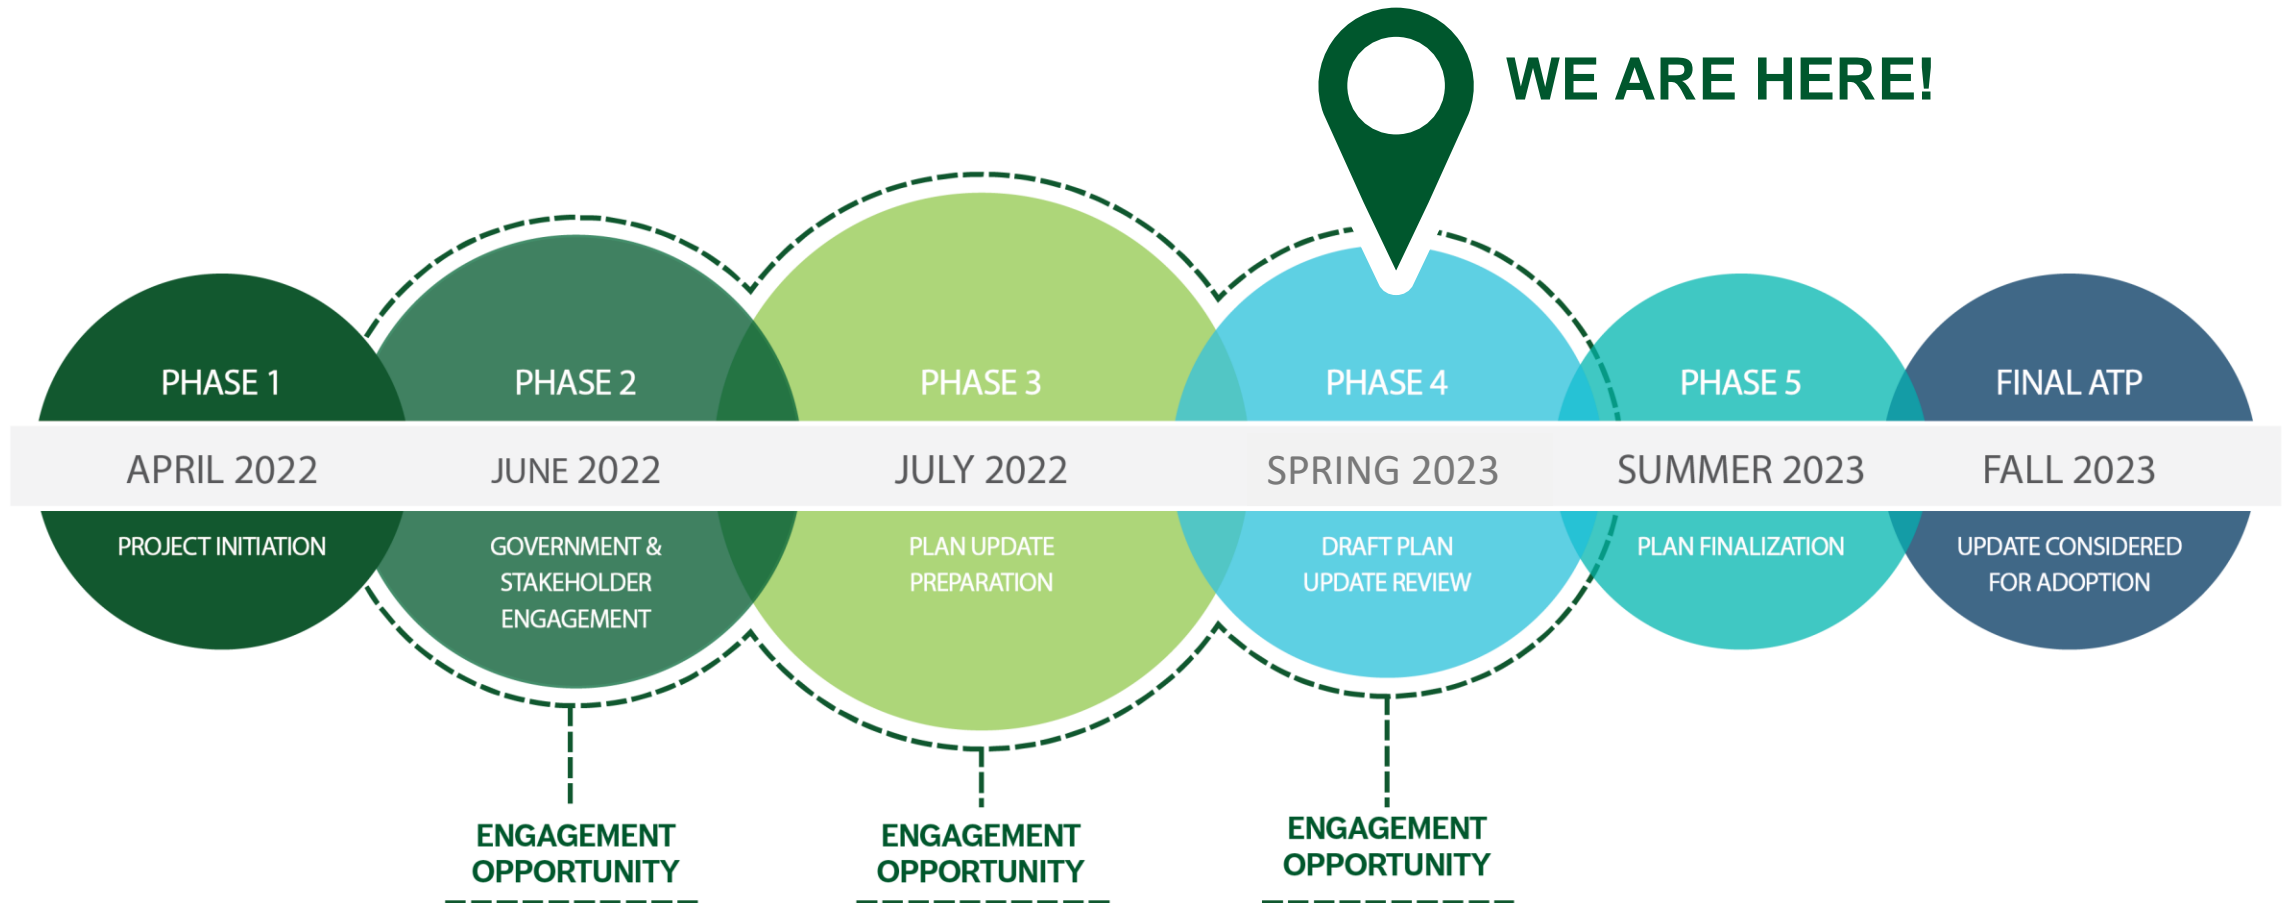 WE ARE HERE!
PHASE 1
PHASE 2
PHASE 3
PHASE 4
PHASE 5
FINAL ATP
APRIL 2022
JUNE 2022
JULY 2022
SPRING 2023
SUMMER 2023
FALL 2023
PROJECT INITIATION
GOVERNMENT &
STAKEHOLDER
ENGAGEMENT
PLAN UPDATE
PREPARATION
DRAFT PLAN
UPDATE REVIEW
PLAN FINALIZATION
UPDATE CONSIDERED
FOR ADOPTION
ENGAGEMENT
OPPORTUNITY
ENGAGEMENT
OPPORTUNITY
ENGAGEMENT
OPPORTUNITY